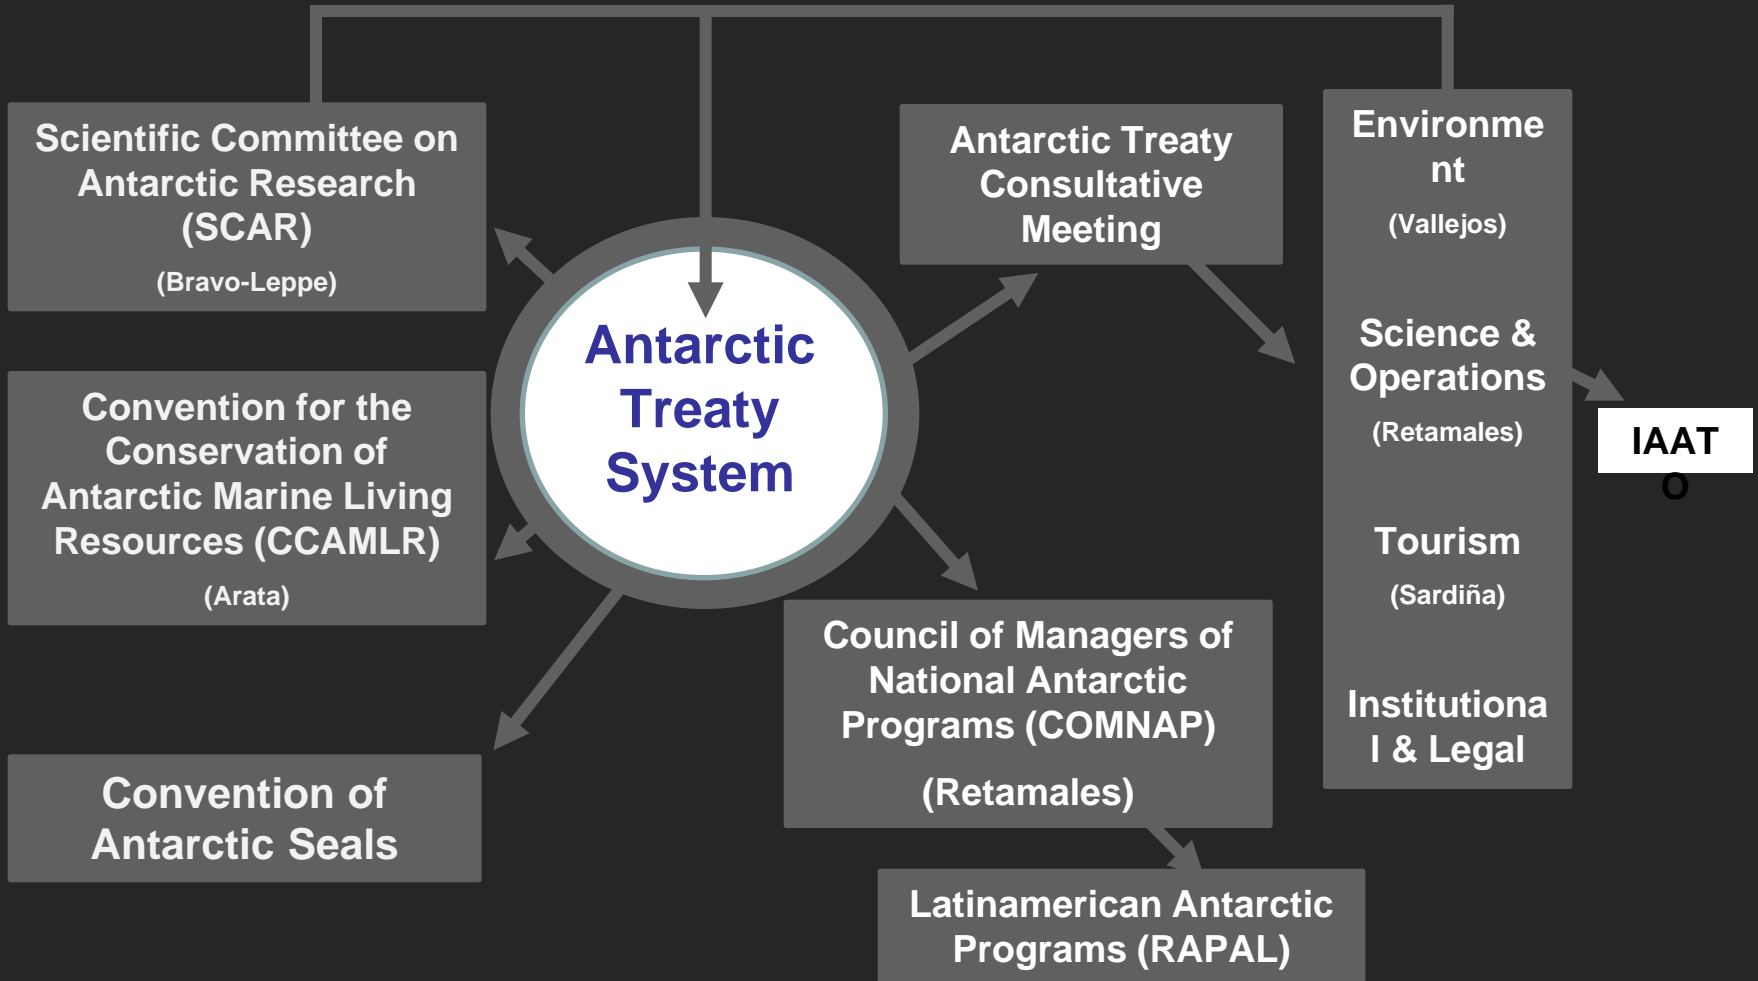 Scientific Committee on
Antarctic Research
(SCAR)
(Bravo-Leppe)
Convention for the
Conservation of
Antarctic Marine Living
Resources (CCAMLR)
(Arata)
Convention of
Antarctic Seals
Antarctic
Treaty
System
Antarctic Treaty
Consultative
Meeting
Council of Managers of
National Antarctic
Programs (COMNAP)
(Retamales)
Latinamerican Antarctic
Programs (RAPAL)
Environme
nt
(Vallejos)
Science &
Operations
(Retamales)
Tourism
(Sardiña)
Institutiona
l & Legal
IAAT
O